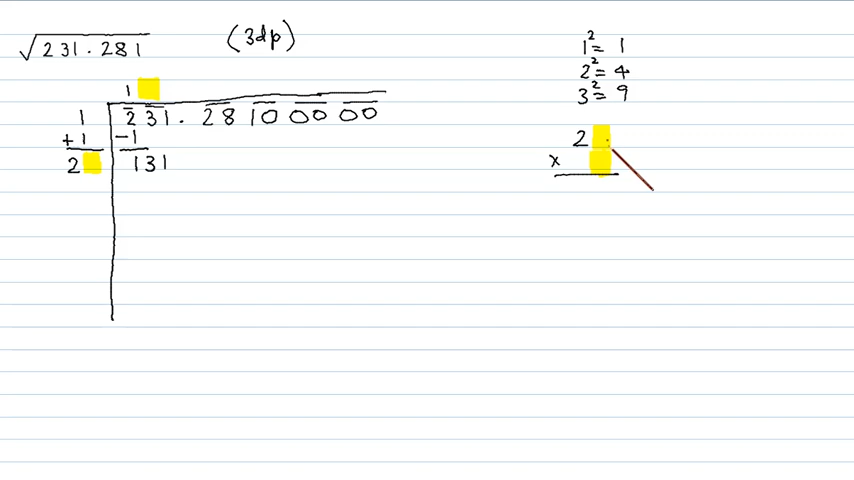 √231.281 (3dp)
1² = 1
2² = 4
3² = 9
1
1 2 31. 28 10 00 00
+1 -1
2 131
2
x